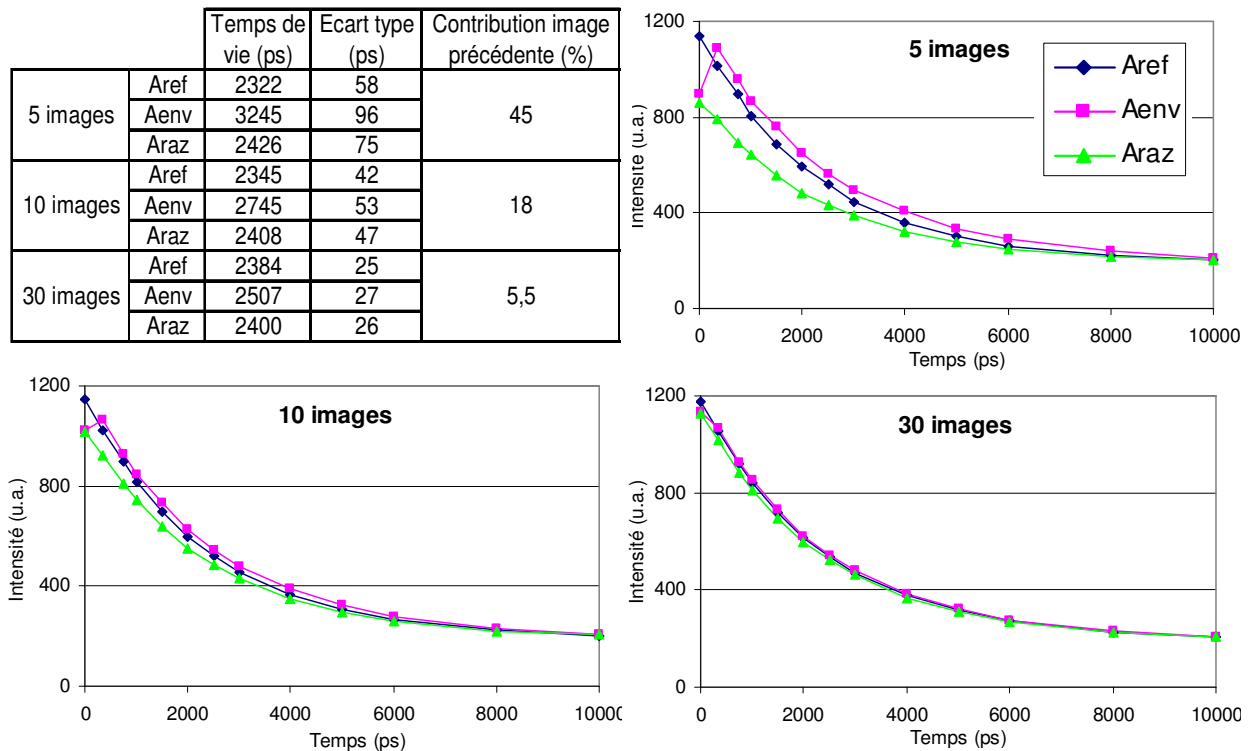 Temps de vie (ps) Ecart type (ps) Contribution image précédente (%)
5 images Aref 2322 58 45
Aenv 3245 96
Araz 2426 75
10 images Aref 2345 42 18
Aenv 2745 53
Araz 2408 47
30 images Aref 2384 25 5,5
Aenv 2507 27
Araz 2400 26
5 images
Aref
Aenv
Araz
Intensité (u.a.)
1200
800
400
0
0 2000 4000 6000 8000 10000
Temps (ps)
10 images
Intensité (u.a.)
1200
800
400
0
0 2000 4000 6000 8000 10000
Temps (ps)
30 images
Intensité (u.a.)
1200
800
400
0
0 2000 4000 6000 8000 10000
Temps (ps)